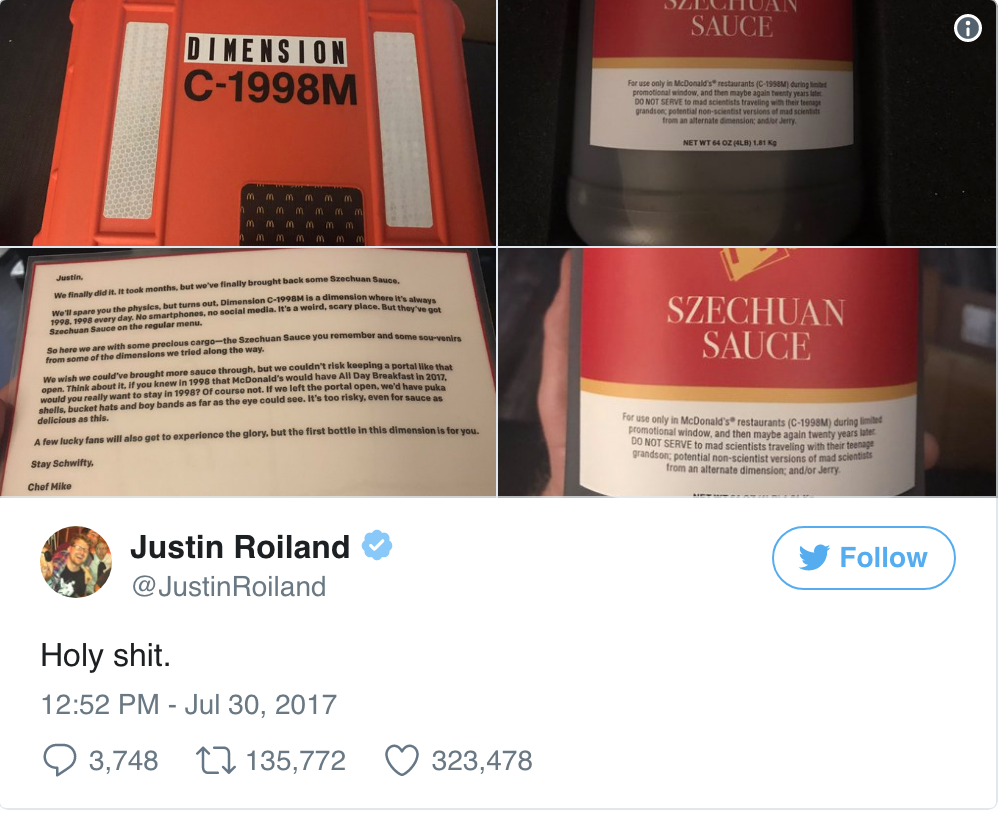 DIMENSION
C-1998M
SZECHUAN
SAUCE
For use only in McDonald's® restaurants (C-1998M) during limited
promotional window, and then maybe again twenty years later.
DO NOT SERVE to mad scientists traveling with their teenage
grandson; potential non-scientist versions of mad scientists
from an alternate dimension; and/or Jerry.
NET WT 64 OZ (4LB) 1.81 Kg
Justin,
We finally did it. It took months, but we've finally brought back some Szechuan Sauce.
We'll spare you the physics, but turns out, Dimension C-1998M is a dimension where it's always
1998. 1998 every day. No smartphones, no social media. It's a weird, scary place. But they've got
Szechuan Sauce on the regular menu.
So here we are with some precious cargo—the Szechuan Sauce you remember and some sou-venirs
from some of the dimensions we tried along the way.
We wish we could've brought more sauce through, but we couldn't risk keeping a portal like that
open. Think about it, if you knew in 1998 that McDonald's would have All Day Breakfast in 2017,
would you really want to stay in 1998? Of course not. If we left the portal open, we'd have puka
shells, bucket hats and boy bands as far as the eye could see. It's too risky, even for sauce as
delicious as this.
A few lucky fans will also get to experience the glory, but the first bottle in this dimension is for you.
Stay Schwifty,
Chef Mike
SZECHUAN
SAUCE
For use only in McDonald's® restaurants (C-1998M) during limited
promotional window, and then maybe again twenty years later.
DO NOT SERVE to mad scientists traveling with their teenage
grandson; potential non-scientist versions of mad scientists
from an alternate dimension; and/or Jerry.
Justin Roiland
@JustinRoiland
Follow
Holy shit.
12:52 PM - Jul 30, 2017
3,748 135,772 323,478